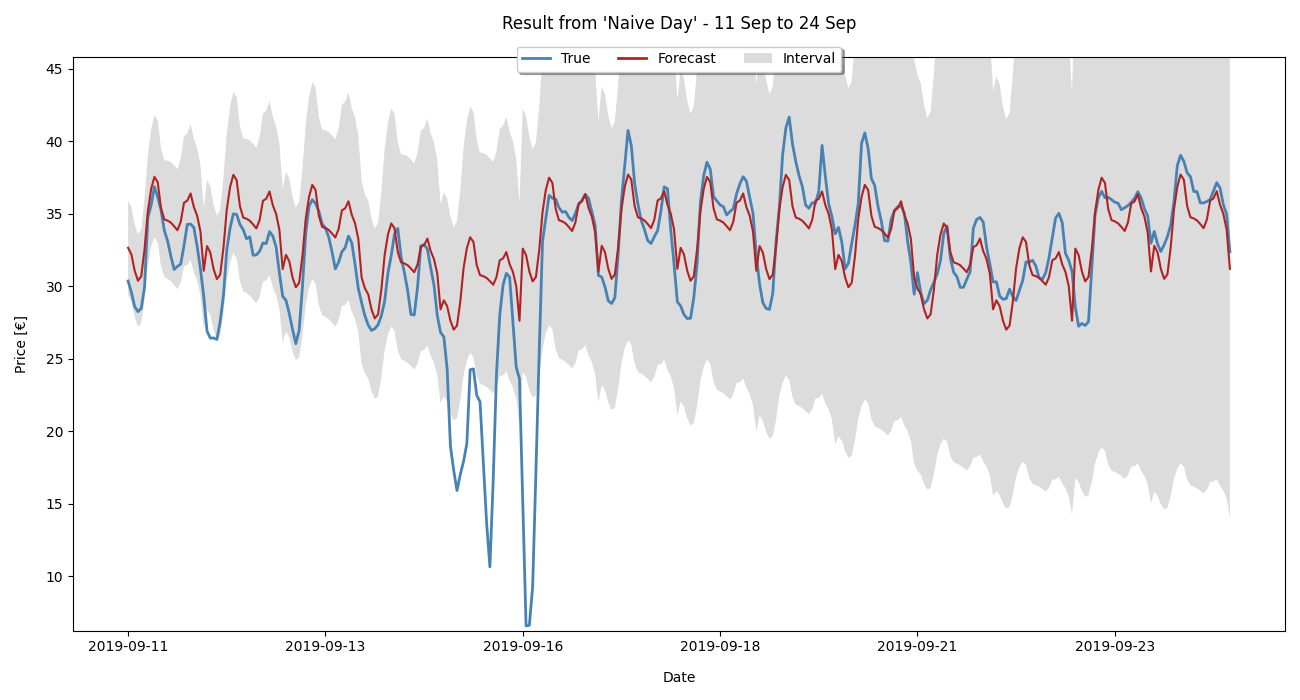 Result from 'Naive Day' - 11 Sep to 24 Sep
True Forecast Interval
45
40
35
30
25
20
15
10
Price [€]
2019-09-11 2019-09-13 2019-09-16 2019-09-18 2019-09-21 2019-09-23
Date